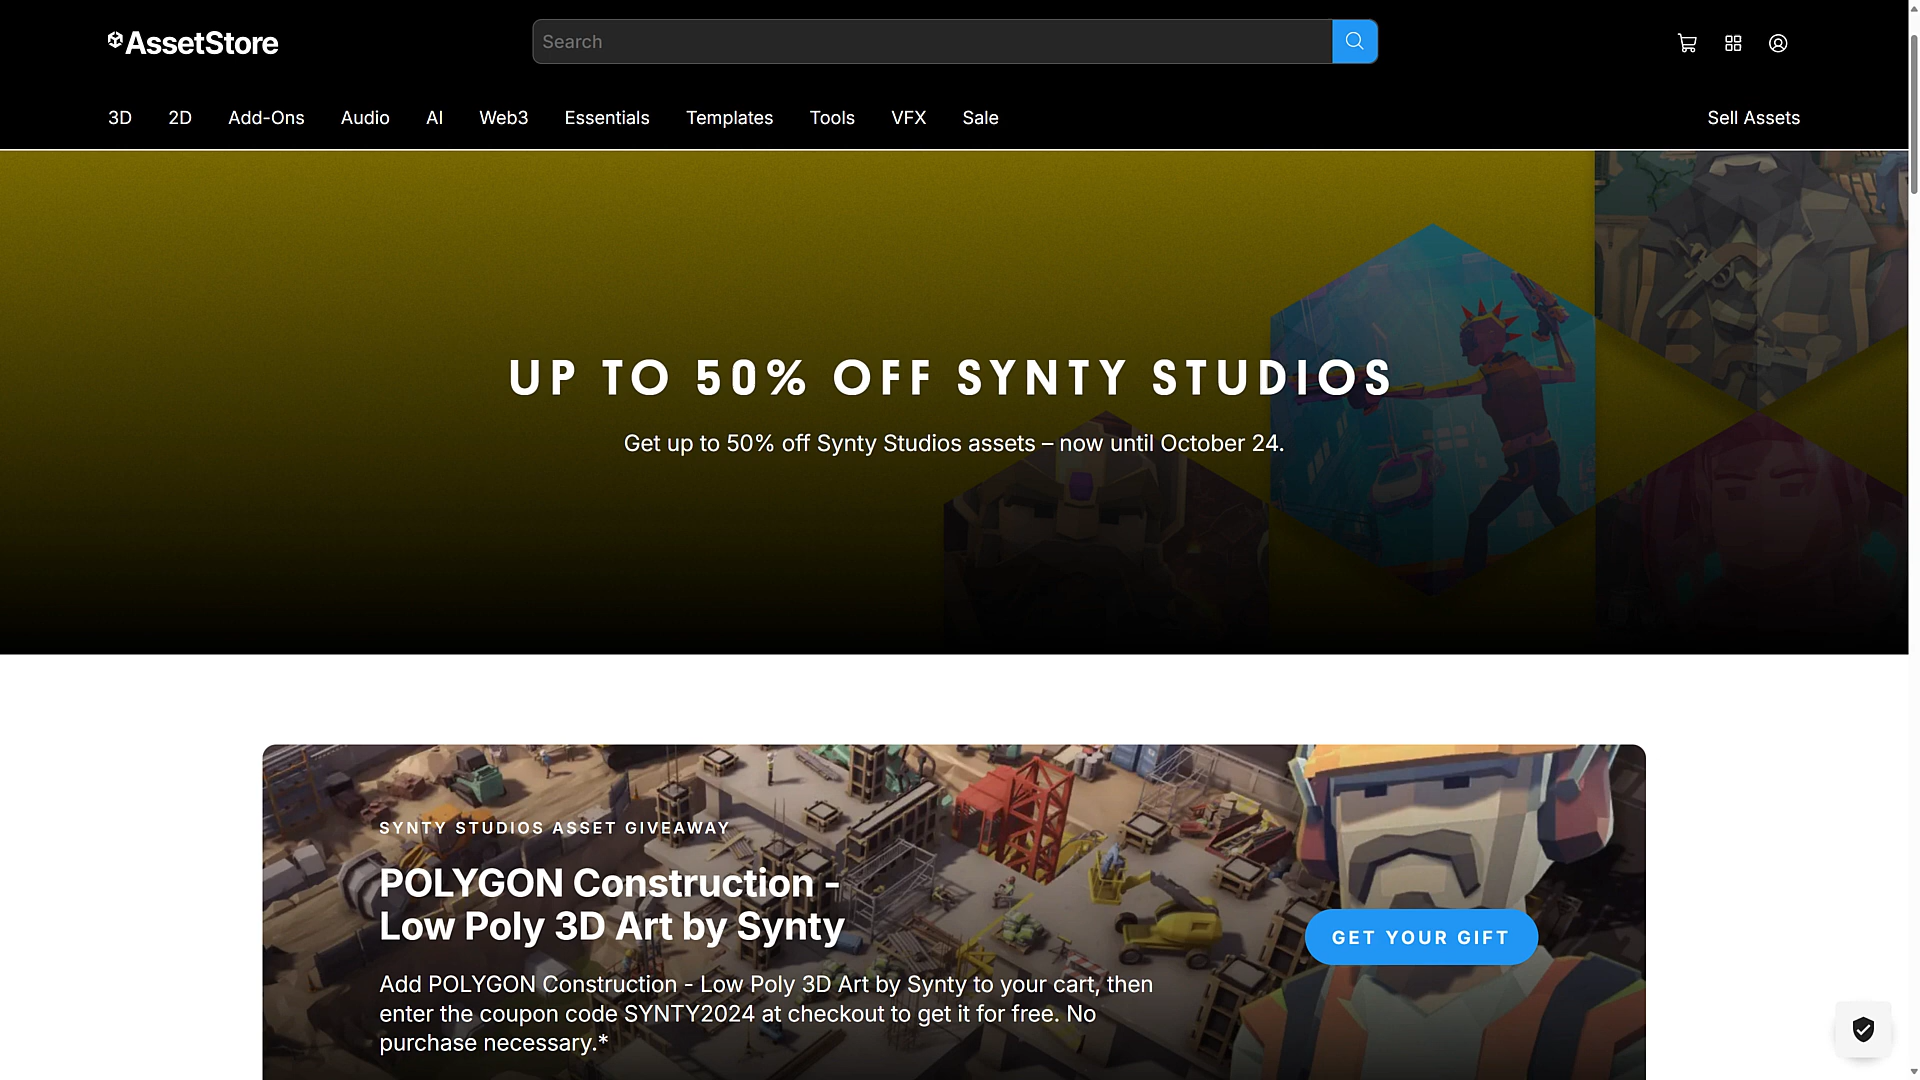 AssetStore
Search
3D 2D Add-Ons Audio AI Web3 Essentials Templates Tools VFX Sale Sell Assets
UP TO 50% OFF SYNTY STUDIOS
Get up to 50% off Synty Studios assets – now until October 24.
SYNTY STUDIOS ASSET GIVEAWAY
POLYGON Construction -
Low Poly 3D Art by Synty
GET YOUR GIFT
Add POLYGON Construction - Low Poly 3D Art by Synty to your cart, then
enter the coupon code SYNTY2024 at checkout to get it for free. No
purchase necessary.*